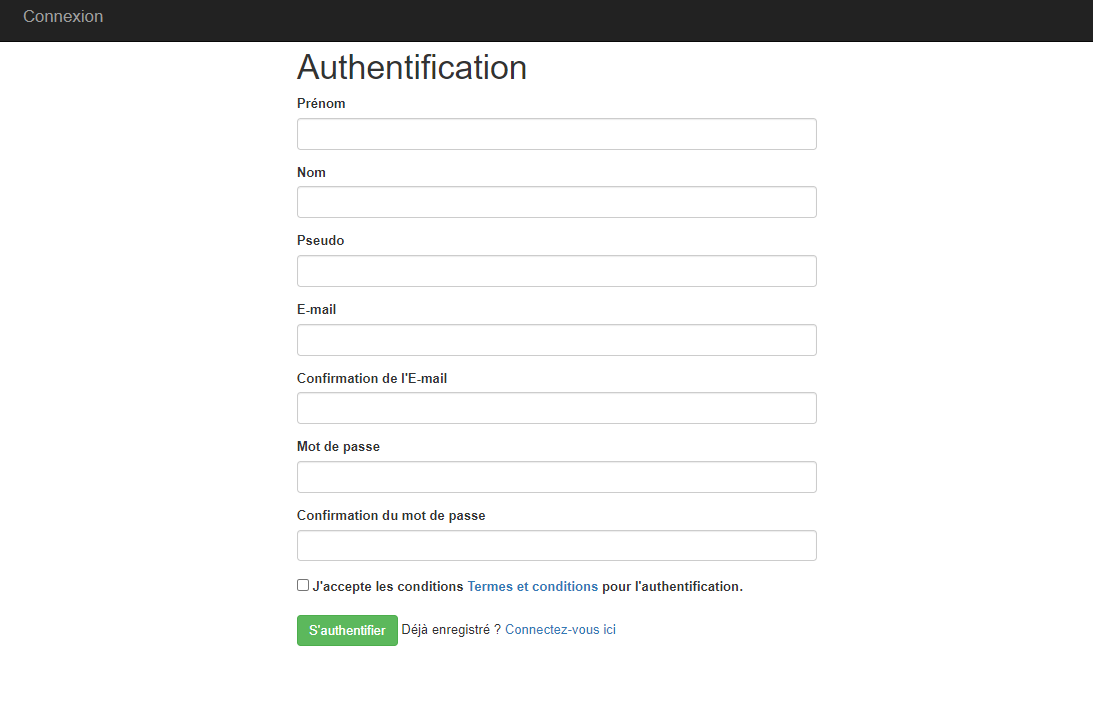 Connexion
Authentification
Prénom
Nom
Pseudo
E-mail
Confirmation de l'E-mail
Mot de passe
Confirmation du mot de passe
J'accepte les conditions Termes et conditions pour l'authentification.
S'authentifier Déjà enregistré ? Connectez-vous ici